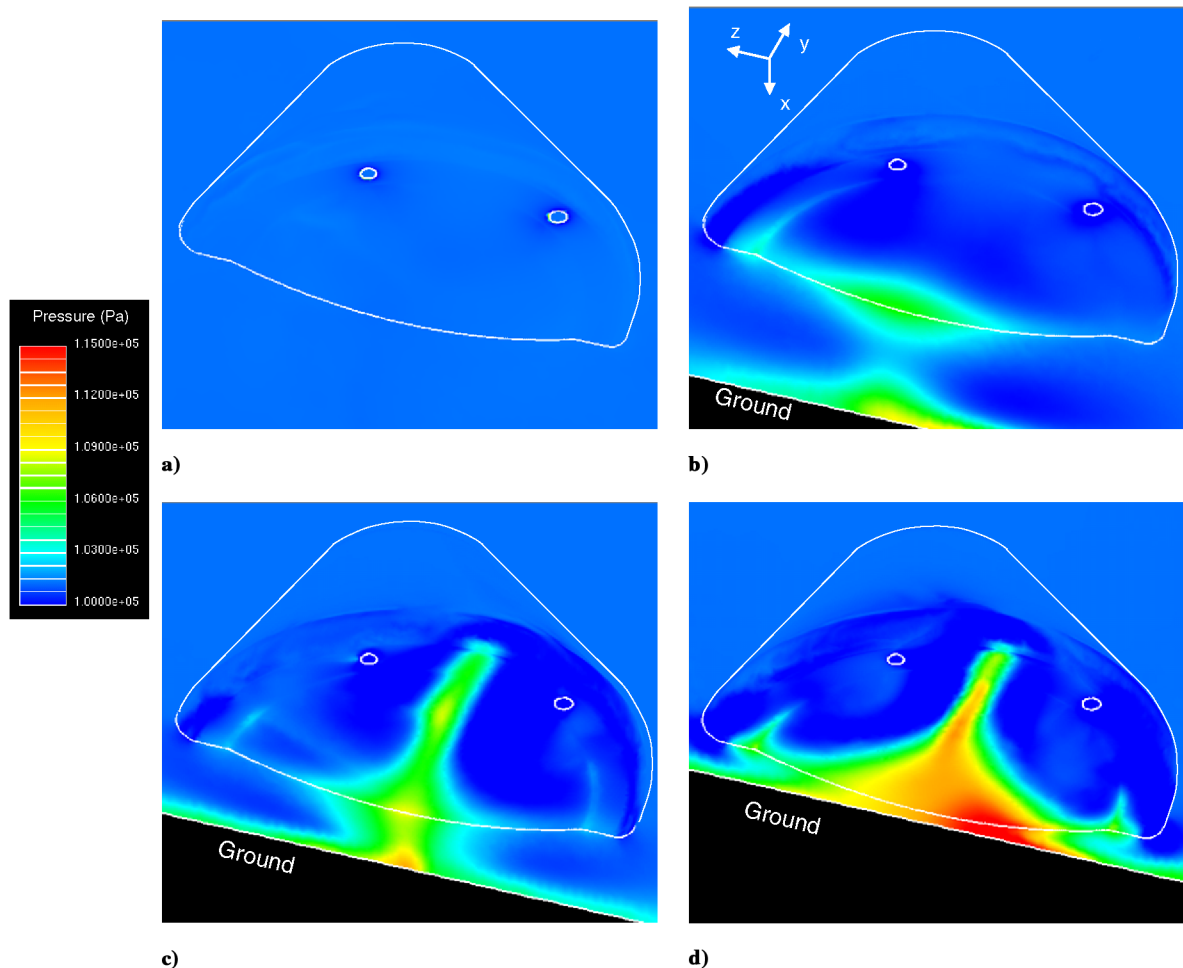 z
y
x
Ground
a)
b)
Pressure (Pa)
1.1500e+05
1.1200e+05
1.0900e+05
1.0600e+05
1.0300e+05
1.0000e+05
Ground
Ground
c)
d)